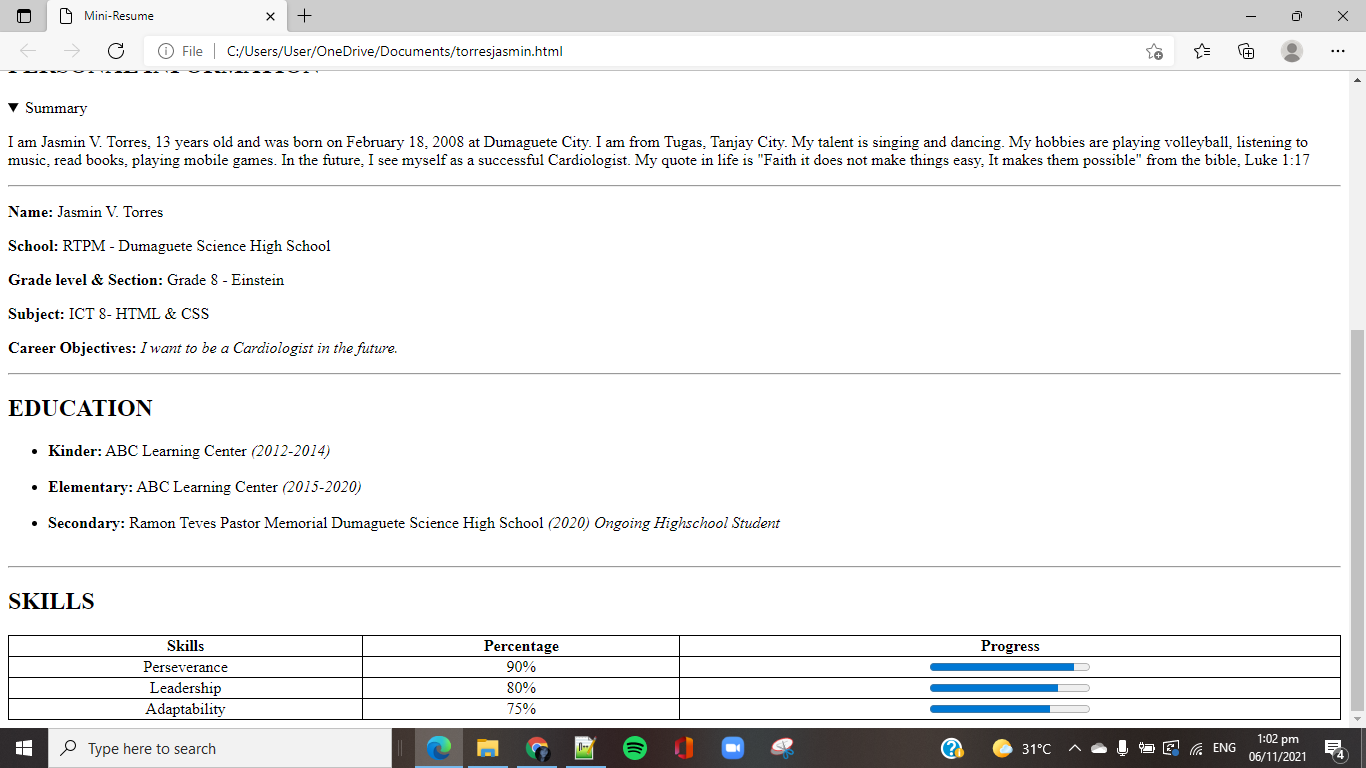 Mini-Resume
File
C:/Users/User/OneDrive/Documents/torresjasmin.html
PERSONAL INFORMATION
Summary
I am Jasmin V. Torres, 13 years old and was born on February 18, 2008 at Dumaguete City. I am from Tugas, Tanjay City. My talent is singing and dancing. My hobbies are playing volleyball, listening to
music, read books, playing mobile games. In the future, I see myself as a successful Cardiologist. My quote in life is "Faith it does not make things easy, It makes them possible" from the bible, Luke 1:17
Name: Jasmin V. Torres
School: RTPM - Dumaguete Science High School
Grade level & Section: Grade 8 - Einstein
Subject: ICT 8- HTML & CSS
Career Objectives: I want to be a Cardiologist in the future.
EDUCATION
• Kinder: ABC Learning Center (2012-2014)
• Elementary: ABC Learning Center (2015-2020)
• Secondary: Ramon Teves Pastor Memorial Dumaguete Science High School (2020) Ongoing Highschool Student
SKILLS
Skills Percentage Progress
Perseverance 90%
Leadership 80%
Adaptability 75%
Type here to search
31°C
ENG
1:02 pm
06/11/2021
4